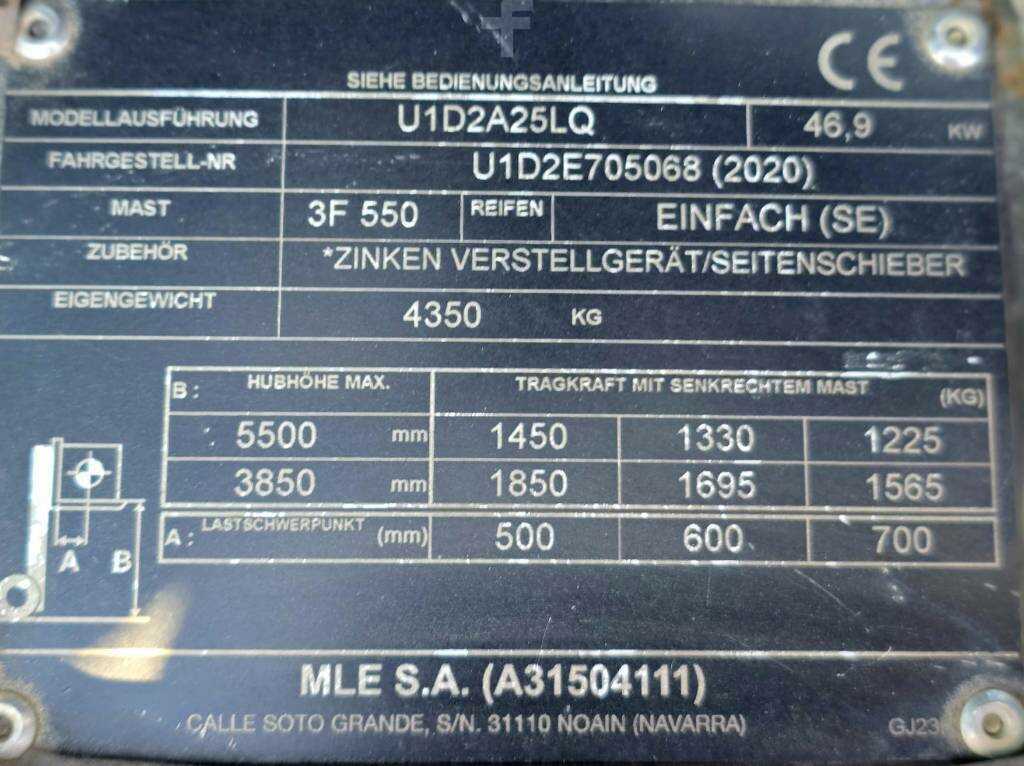 CE
SIEHE BEDIENUNGSANLEITUNG
MODELLAUSFÜHRUNG U1D2A25LQ 46,9 KW
FAHRGESTELL-NR U1D2E705068 (2020)
MAST 3F 550 REIFEN EINFACH (SE)
ZUBEHÖR *ZINKEN VERSTELLGERÄT/SEITENSCHIEBER
EIGENGEWICHT 4350 KG
B: HUBHÖHE MAX. TRAGKRAFT MIT SENKRECHTEM MAST (KG)
5500 mm 1450 1330 1225
3850 mm 1850 1695 1565
A: LASTSCHWERPUNKT (mm) 500 600 700
A B
MLE S.A. (A31504111)
CALLE SOTO GRANDE, S/N. 31110 NOAIN (NAVARRA) GJ23